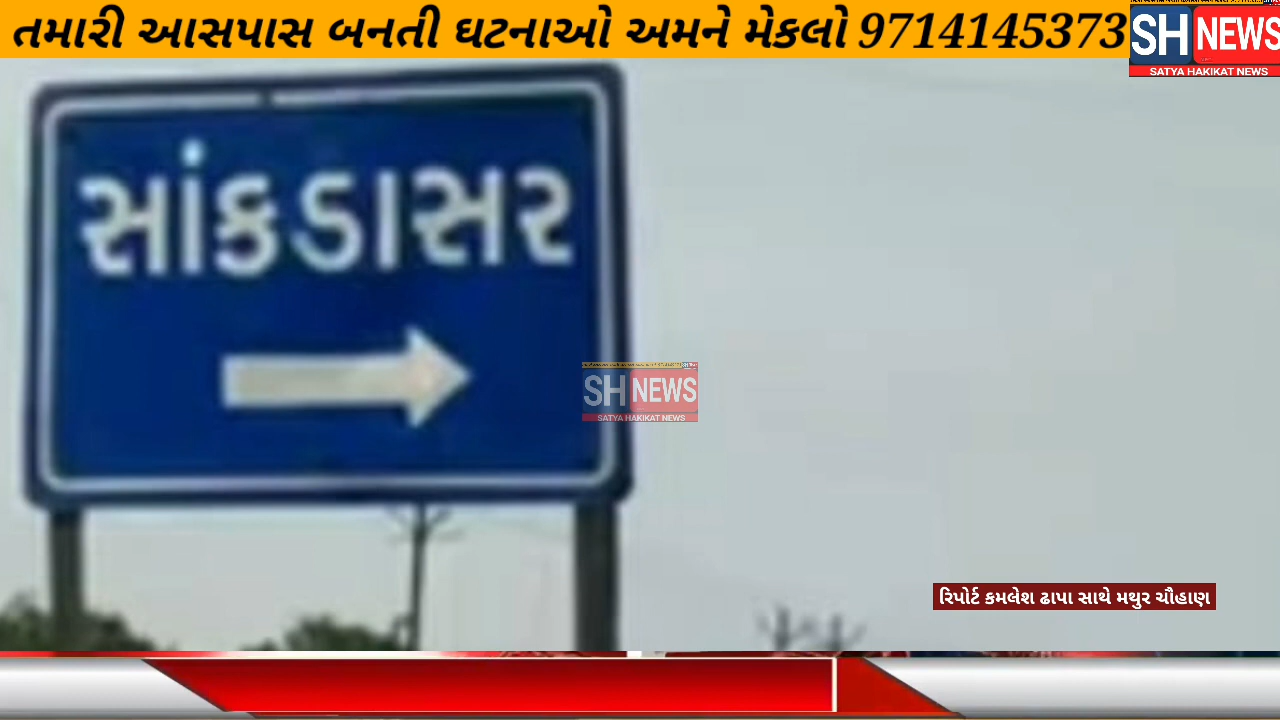 તમારી આસપાસ બનતી ઘટનાઓ અમને મેકલો 9714145373
SH NEWS
SATYA HAKIKAT NEWS
સાંકડાસર
SH NEWS
SATYA HAKIKAT NEWS
રિપોર્ટ કમલેશ ઢાપા સાથે મથુર ચૌહાણ